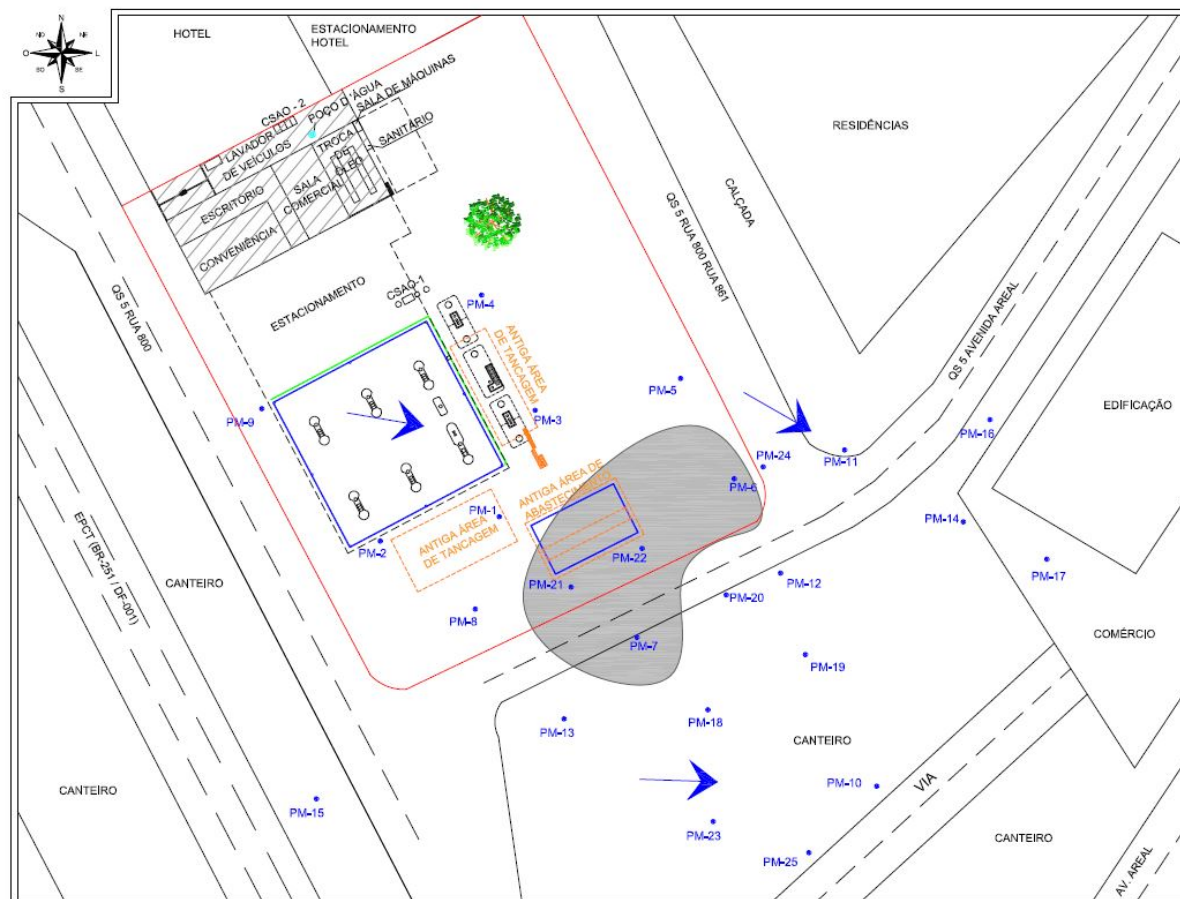 N
NO
NE
O
L
SO
SE
S
HOTEL
ESTACIONAMENTO
HOTEL
CSAO - 2
POÇO D'ÁGUA
SALA DE MÁQUINAS
LAVADOR
DE VEÍCULOS
TROCA
DE
ÓLEO
SANITÁRIO
ESCRITÓRIO
SALA
COMERCIAL
CONVENIÊNCIA
RESIDÊNCIAS
CALÇADA
QS 5 RUA 800 RUA 861
QS 5 RUA 800
ESTACIONAMENTO
CSAO-1
PM-4
ANTIGA ÁREA
DE TANCAGEM
QS 5 AVENIDA AREAL
PM-5
PM-9
PM-3
EDIFICAÇÃO
PM-16
PM-24
PM-11
PM-6
ANTIGA ÁREA DE
ABASTECIMENTO
PM-1
ANTIGA ÁREA
DE TANCAGEM
PM-2
PM-14
PM-22
PM-17
PM-12
PM-21
PM-20
EPCT (BR-251 / DF-001)
CANTEIRO
PM-8
PM-7
COMÉRCIO
PM-19
PM-18
PM-13
CANTEIRO
PM-10
VIA
CANTEIRO
PM-15
PM-23
PM-25
CANTEIRO
AV. AREAL